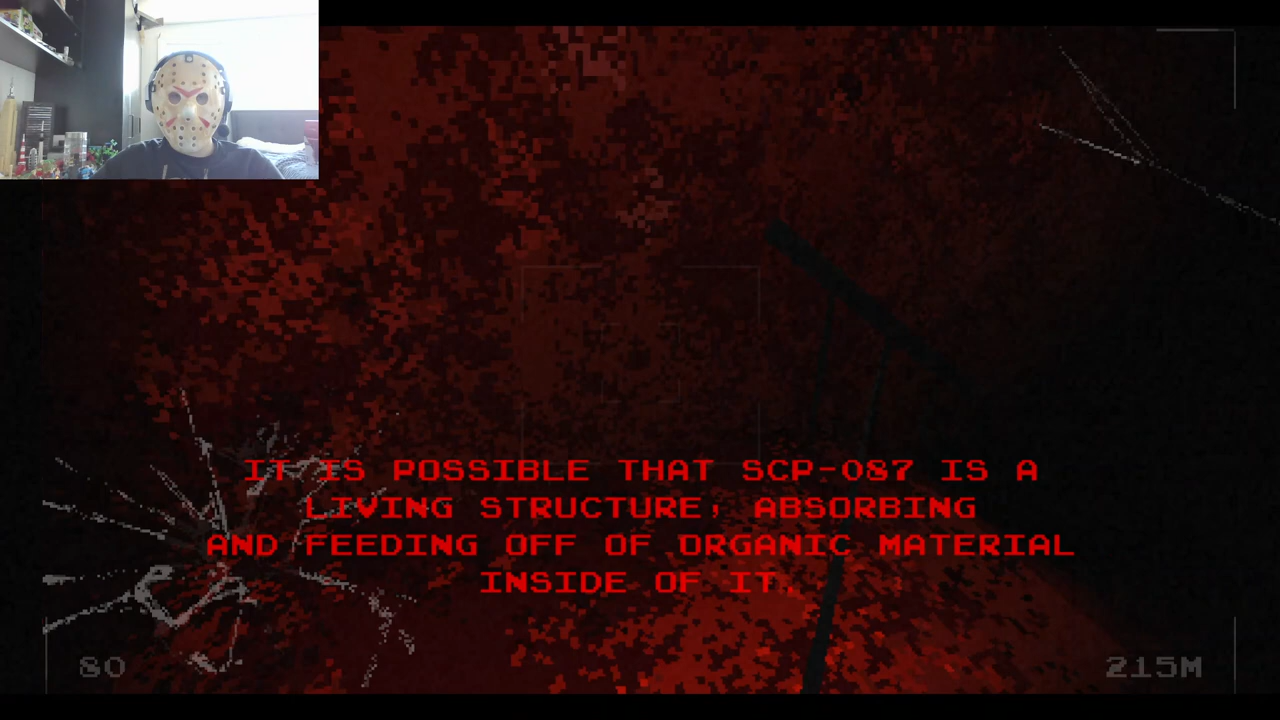 IT IS POSSIBLE THAT SCP-087 IS A
LIVING STRUCTURE, ABSORBING
AND FEEDING OFF OF ORGANIC MATERIAL
INSIDE OF IT.
80
215M